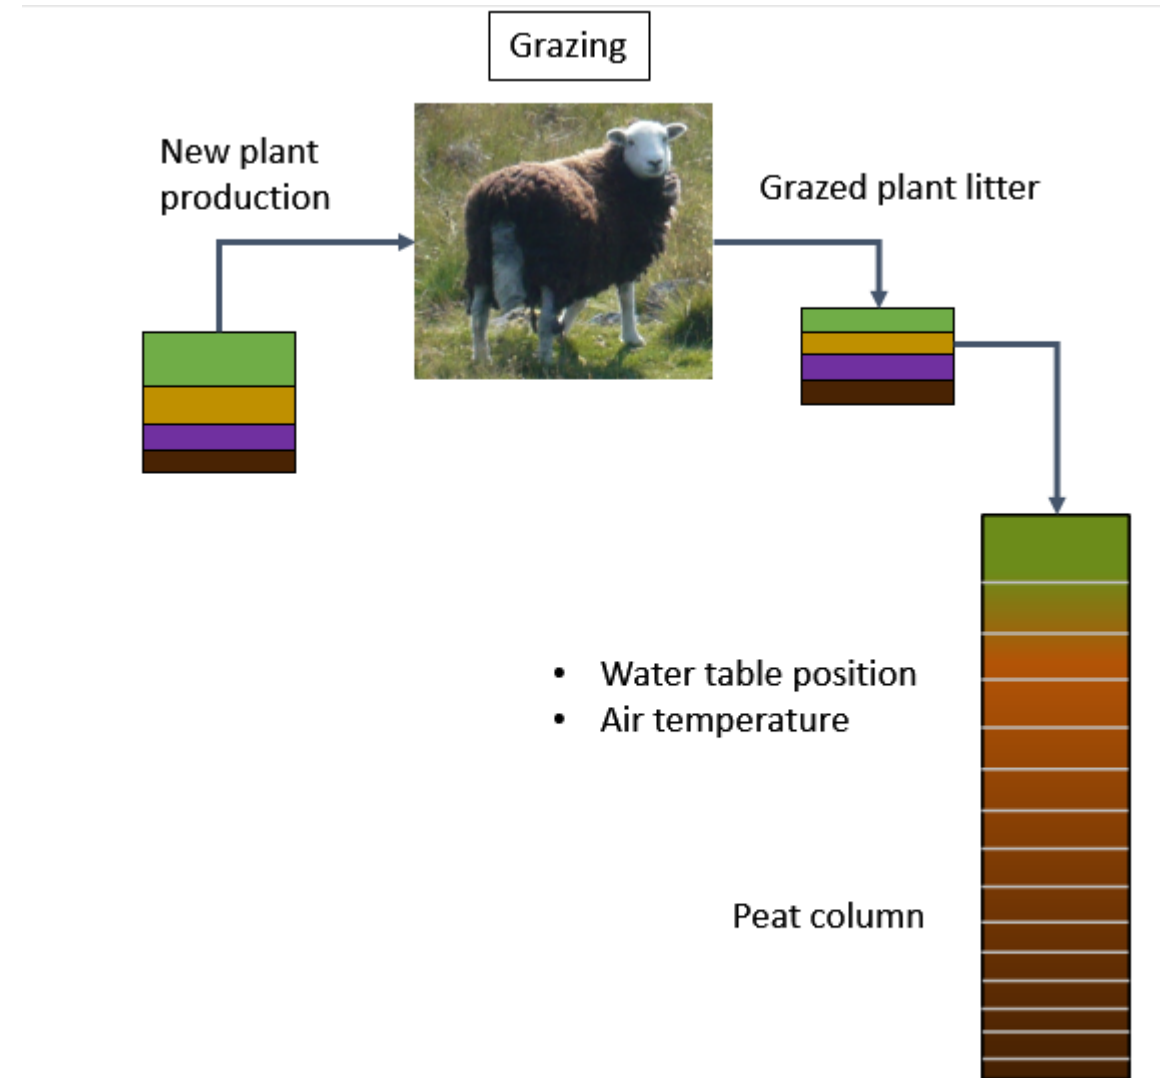 Grazing
New plant
production
Grazed plant litter
• Water table position
• Air temperature
Peat column